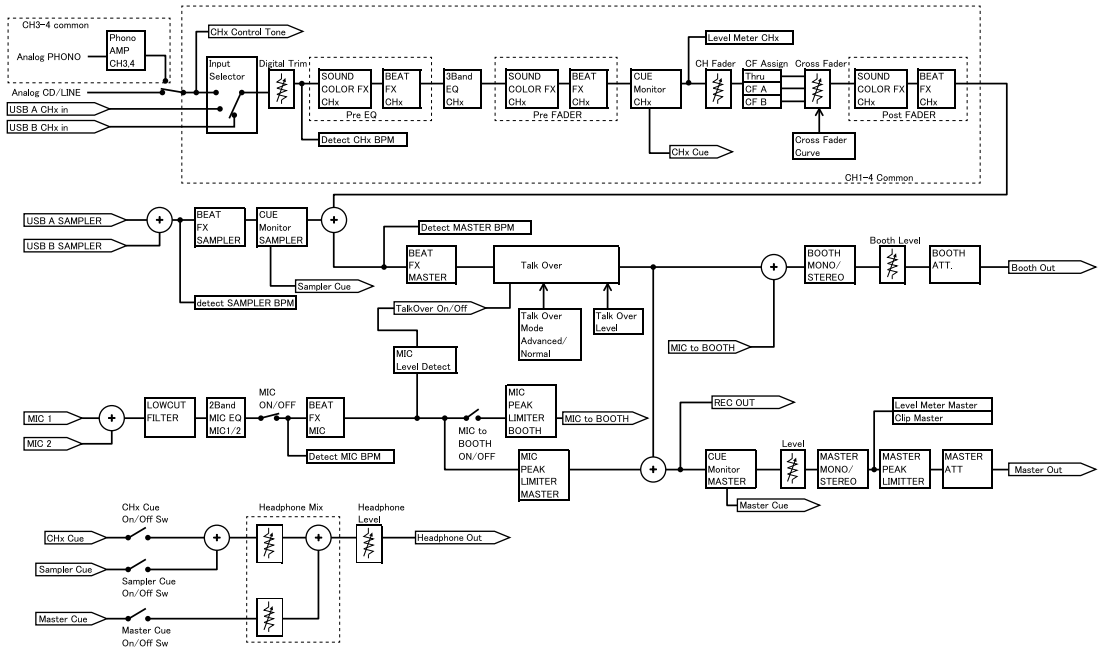 CH3-4 common
Analog PHONO
Phono
AMP
CH3,4
Analog CD/LINE
USB A CHx in
USB B CHx in
CHx Control Tone
Input
Selector
Digital Trim
SOUND
COLOR FX
CHx
BEAT
FX
CHx
Pre EQ
Detect CHx BPM
3Band
EQ
CHx
SOUND
COLOR FX
CHx
BEAT
FX
CHx
Pre FADER
CUE
Monitor
CHx
Level Meter CHx
CHx Cue
CH Fader
CF Assign
Thru
CF A
CF B
Cross Fader
Cross Fader
Curve
SOUND
COLOR FX
CHx
BEAT
FX
CHx
Post FADER
CH1-4 Common
USB A SAMPLER
USB B SAMPLER
+
BEAT
FX
SAMPLER
CUE
Monitor
SAMPLER
+
Sampler Cue
detect SAMPLER BPM
Detect MASTER BPM
BEAT
FX
MASTER
Talk Over
TalkOver On/Off
Talk Over
Mode
Advanced/
Normal
Talk Over
Level
+
MIC to BOOTH
BOOTH
MONO/
STEREO
Booth Level
BOOTH
ATT.
Booth Out
MIC
Level Detect
MIC 1
MIC 2
+
LOWCUT
FILTER
2Band
MIC EQ
MIC1/2
MIC
ON/OFF
BEAT
FX
MIC
Detect MIC BPM
MIC to
BOOTH
ON/OFF
MIC
PEAK
LIMITER
BOOTH
MIC to BOOTH
MIC
PEAK
LIMITER
MASTER
+
REC OUT
CUE
Monitor
MASTER
Master Cue
Level
MASTER
MONO/
STEREO
Level Meter Master
Clip Master
MASTER
PEAK
LIMITTER
MASTER
ATT
Master Out
CHx Cue
On/Off Sw
CHx Cue
Sampler Cue
Sampler Cue
On/Off Sw
Master Cue
Master Cue
On/Off Sw
+
Headphone Mix
+
Headphone
Level
Headphone Out